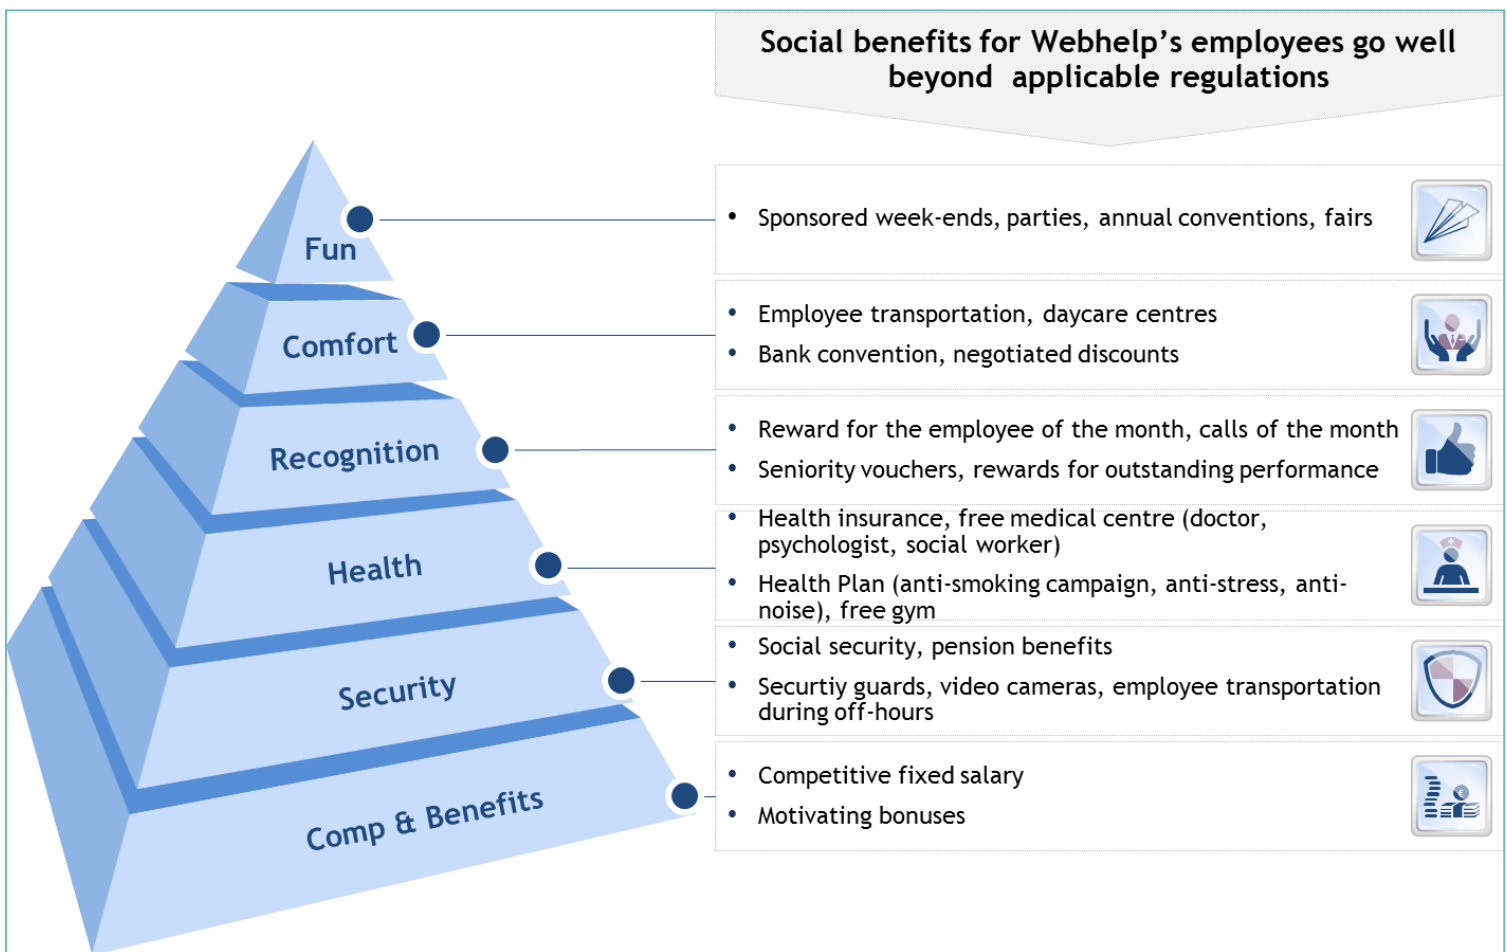 Social benefits for Webhelp's employees go well
beyond applicable regulations
Fun
• Sponsored week-ends, parties, annual conventions, fairs
Comfort
• Employee transportation, daycare centres
• Bank convention, negotiated discounts
Recognition
• Reward for the employee of the month, calls of the month
• Seniority vouchers, rewards for outstanding performance
Health
• Health insurance, free medical centre (doctor,
psychologist, social worker)
• Health Plan (anti-smoking campaign, anti-stress, anti-
noise), free gym
Security
• Social security, pension benefits
• Securtiy guards, video cameras, employee transportation
during off-hours
Comp & Benefits
• Competitive fixed salary
• Motivating bonuses
€